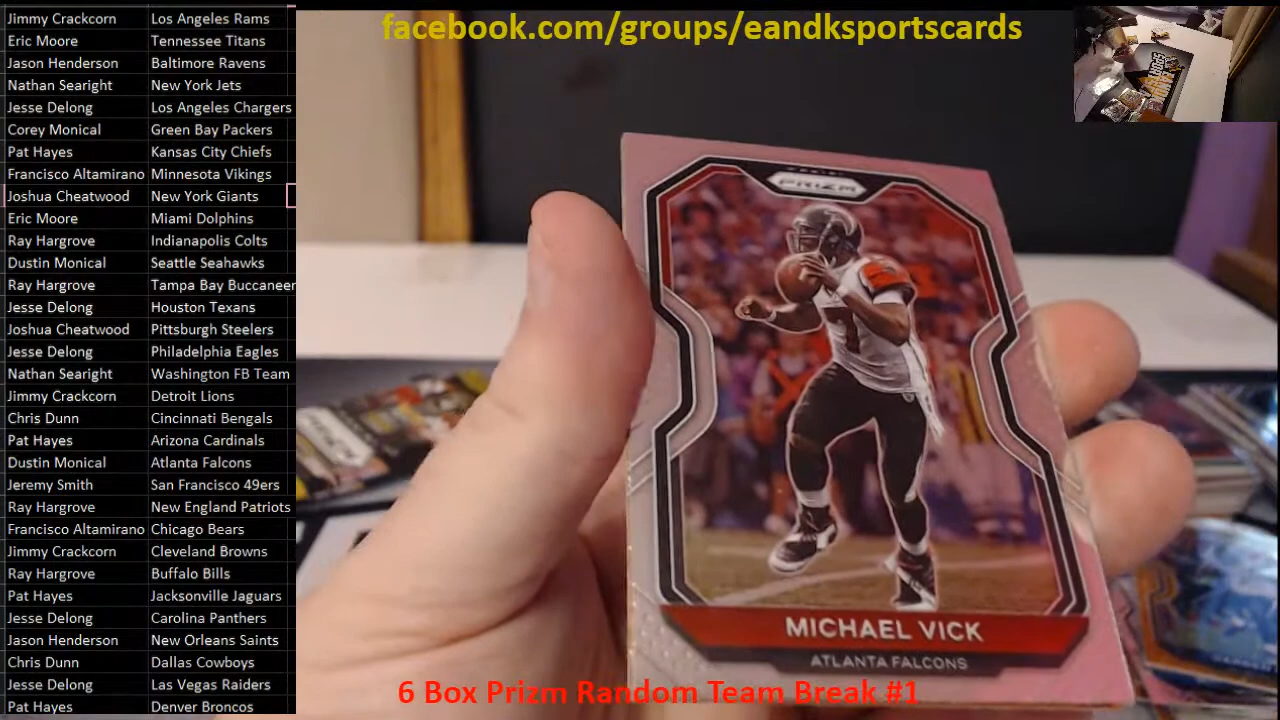 Jimmy Crackcorn Los Angeles Rams
Eric Moore Tennessee Titans
Jason Henderson Baltimore Ravens
Nathan Searight New York Jets
Jesse Delong Los Angeles Chargers
Corey Monical Green Bay Packers
Pat Hayes Kansas City Chiefs
Francisco Altamirano Minnesota Vikings
Joshua Cheatwood New York Giants
Eric Moore Miami Dolphins
Ray Hargrove Indianapolis Colts
Dustin Monical Seattle Seahawks
Ray Hargrove Tampa Bay Buccaneer
Jesse Delong Houston Texans
Joshua Cheatwood Pittsburgh Steelers
Jesse Delong Philadelphia Eagles
Nathan Searight Washington FB Team
Jimmy Crackcorn Detroit Lions
Chris Dunn Cincinnati Bengals
Pat Hayes Arizona Cardinals
Dustin Monical Atlanta Falcons
Jeremy Smith San Francisco 49ers
Ray Hargrove New England Patriots
Francisco Altamirano Chicago Bears
Jimmy Crackcorn Cleveland Browns
Ray Hargrove Buffalo Bills
Pat Hayes Jacksonville Jaguars
Jesse Delong Carolina Panthers
Jason Henderson New Orleans Saints
Chris Dunn Dallas Cowboys
Jesse Delong Las Vegas Raiders
Pat Hayes Denver Broncos
facebook.com/groups/eandksportscards
PANINI
PRIZM
7
MICHAEL VICK
ATLANTA FALCONS
6 Box Prizm Random Team Break #1